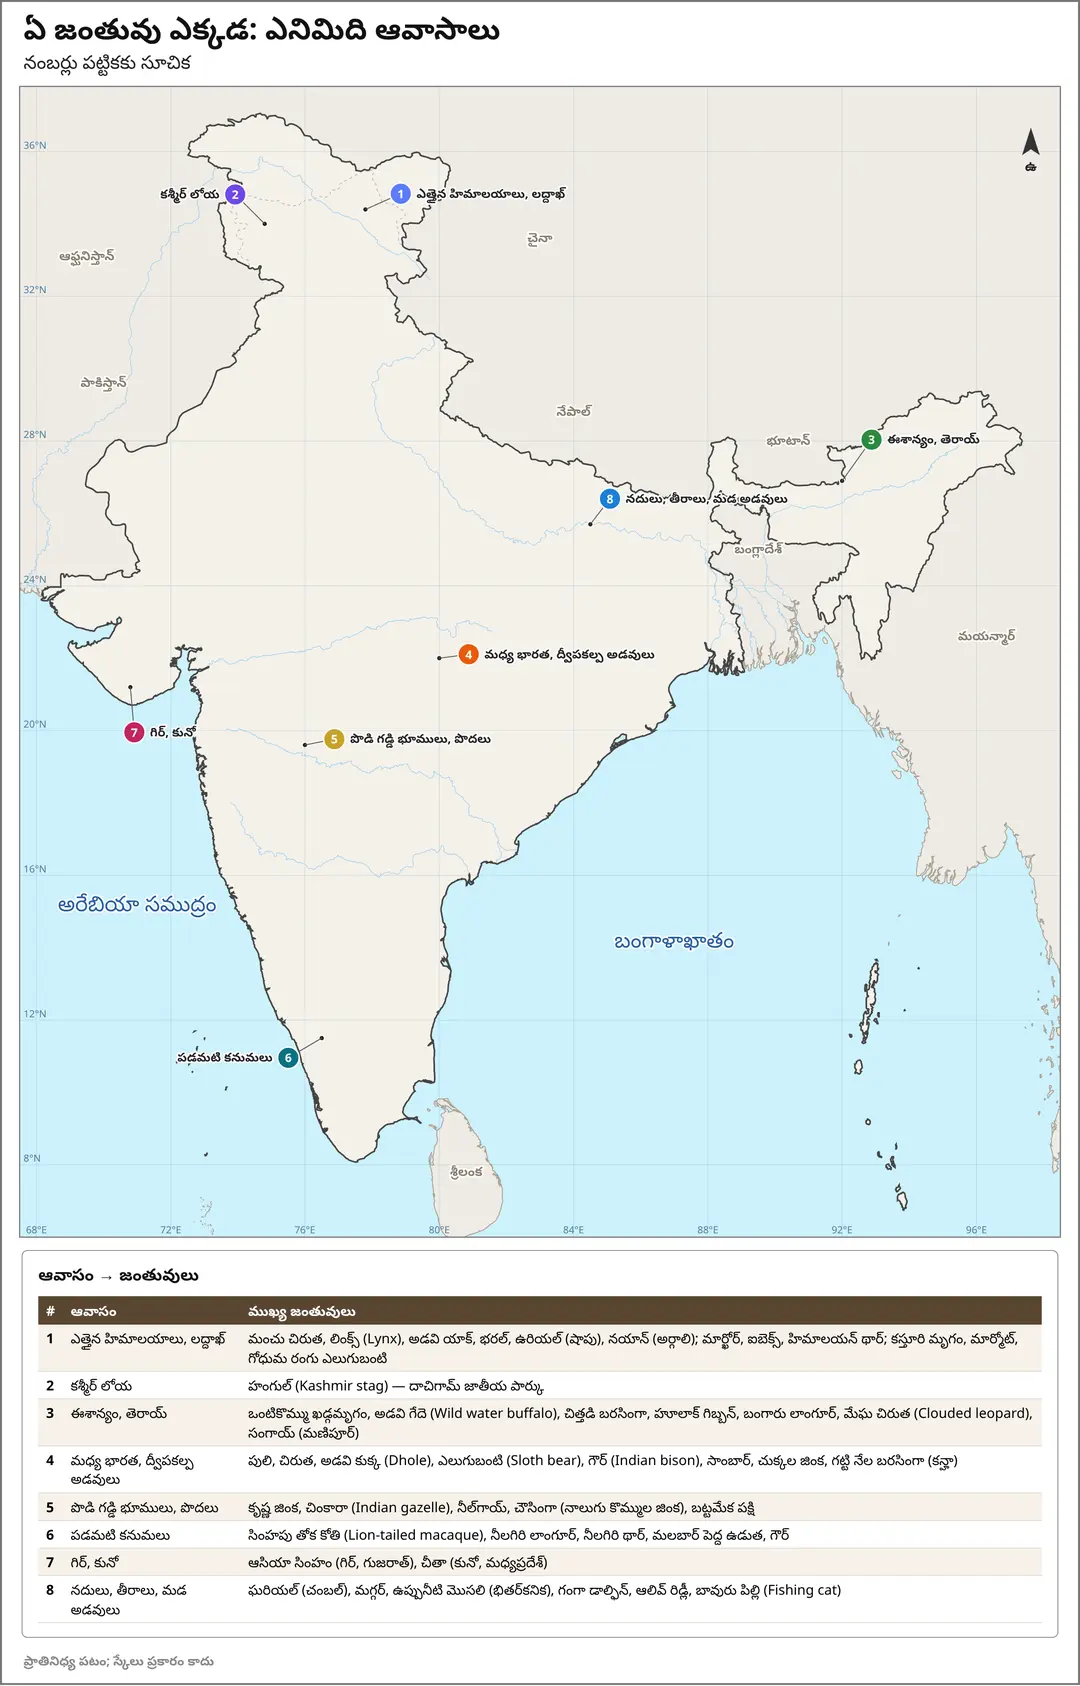 ఏ జంతువు ఎక్కడ: ఎనిమిది ఆవాసాలు
నంబర్లు పట్టికకు సూచిక
36°N
ఉ
కశ్మీర్ లోయ
2
1
ఎత్తైన హిమాలయాలు, లద్దాఖ్
చైనా
ఆఫ్ఘనిస్తాన్
32°N
పాకిస్తాన్
నేపాల్
28°N
భూటాన్
3
ఈశాన్యం, తెరాయ్
8
నదులు, తీరాలు, మడ అడవులు
బంగ్లాదేశ్
24°N
మయన్మార్
4
మధ్య భారత, ద్వీపకల్ప అడవులు
20°N
7
గిర్, కునో
5
పొడి గడ్డి భూములు, పొదలు
16°N
అరేబియా సముద్రం
బంగాళాఖాతం
12°N
పడమటి కనుమలు
6
8°N
శ్రీలంక
68°E 72°E 76°E 80°E 84°E 88°E 92°E 96°E
ఆవాసం → జంతువులు
# ఆవాసం ముఖ్య జంతువులు
1 ఎత్తైన హిమాలయాలు, లద్దాఖ్ మంచు చిరుత, లింక్స్ (Lynx), అడవి యాక్, భరల్, ఉరియల్ (షాపు), నయాన్ (అర్గాలి); మార్ఖోర్, ఐబెక్స్, హిమాలయన్ థార్; కస్తూరి మృగం, మార్మోట్,
గోధుమ రంగు ఎలుగుబంటి
2 కశ్మీర్ లోయ హంగుల్ (Kashmir stag) — దాచిగామ్ జాతీయ పార్కు
3 ఈశాన్యం, తెరాయ్ ఒంటికొమ్ము ఖడ్గమృగం, అడవి గేదె (Wild water buffalo), చిత్తడి బరసింగా, హూలాక్ గిబ్బన్, బంగారు లాంగూర్, మేఘ చిరుత (Clouded leopard),
సంగాయ్ (మణిపూర్)
4 మధ్య భారత, ద్వీపకల్ప పులి, చిరుత, అడవి కుక్క (Dhole), ఎలుగుబంటి (Sloth bear), గౌర్ (Indian bison), సాంబార్, చుక్కల జింక, గట్టి నేల బరసింగా (కన్హా)
అడవులు
5 పొడి గడ్డి భూములు, పొదలు కృష్ణ జింక, చింకారా (Indian gazelle), నీల్‌గాయ్, చౌసింగా (నాలుగు కొమ్ముల జింక), బట్టమేక పక్షి
6 పడమటి కనుమలు సింహపు తోక కోతి (Lion-tailed macaque), నీలగిరి లాంగూర్, నీలగిరి థార్, మలబార్ పెద్ద ఉడుత, గౌర్
7 గిర్, కునో ఆసియా సింహం (గిర్, గుజరాత్), చీతా (కునో, మధ్యప్రదేశ్)
8 నదులు, తీరాలు, మడ ఘరియల్ (చంబల్), మగ్గర్, ఉప్పునీటి మొసలి (భితర్‌కనిక), గంగా డాల్ఫిన్, ఆలివ్ రిడ్లీ, బావురు పిల్లి (Fishing cat)
అడవులు
ప్రాతినిధ్య పటం; స్కేలు ప్రకారం కాదు